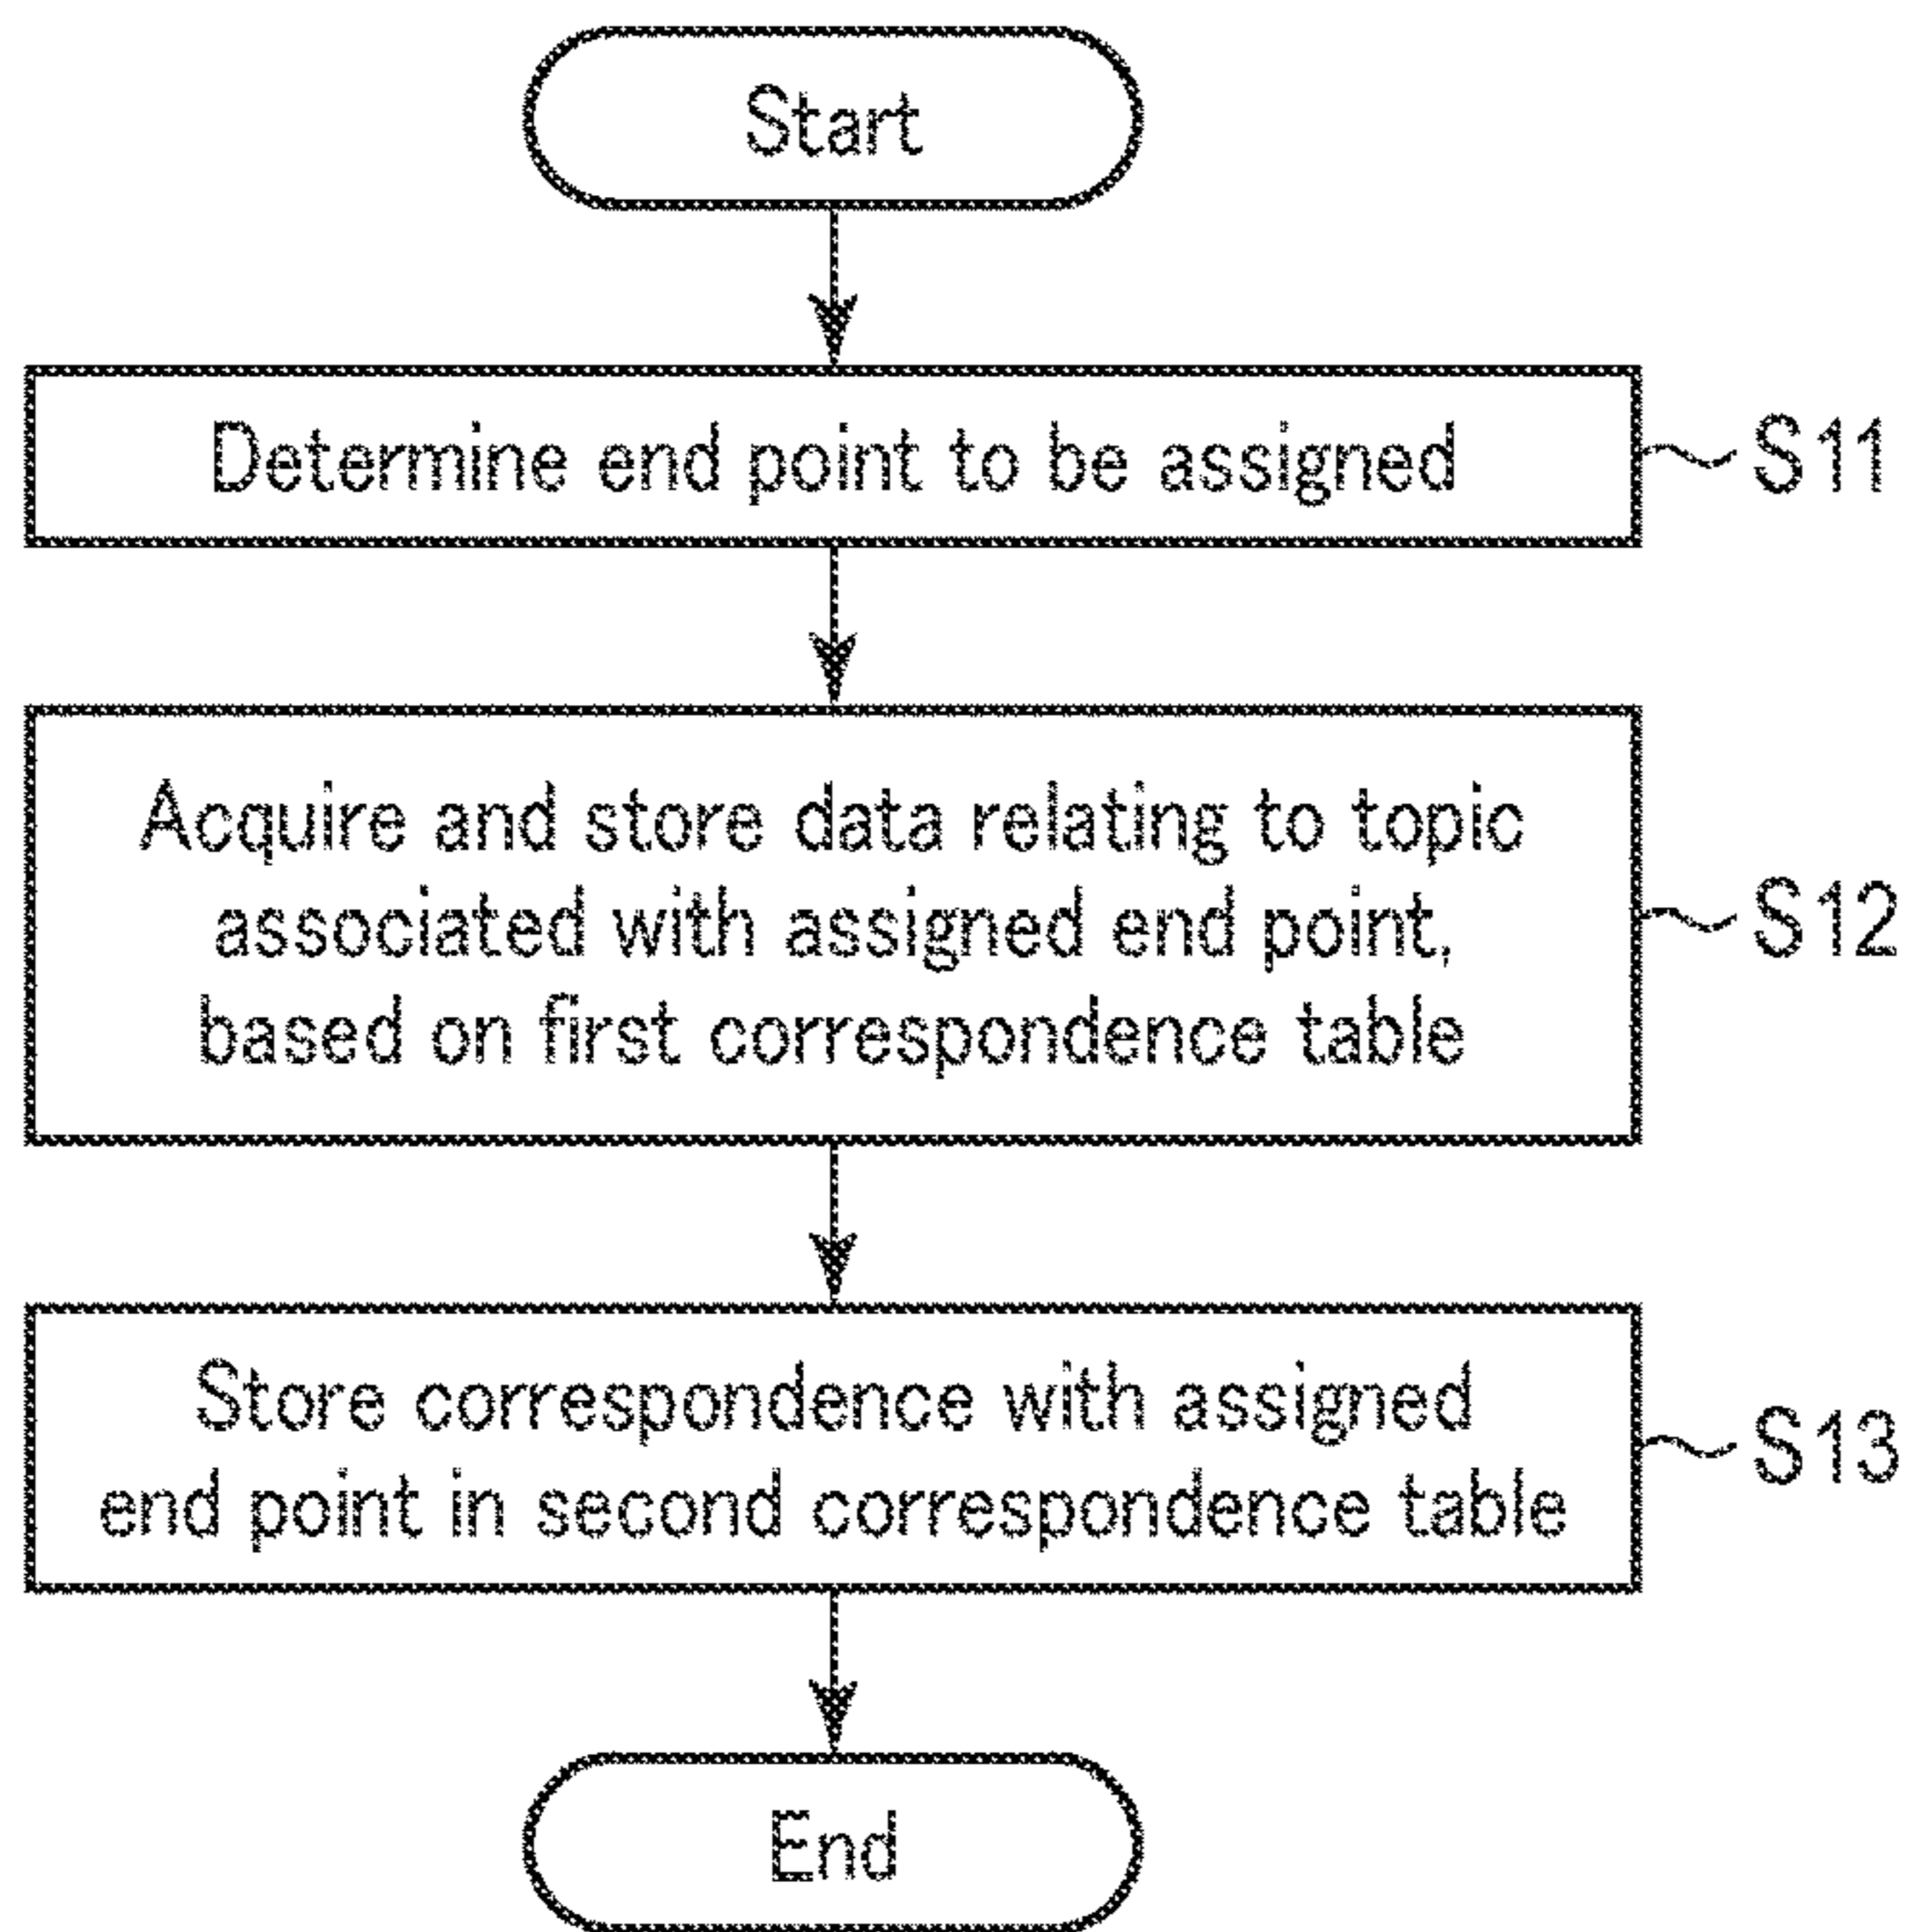 Start
Determine end point to be assigned
S11
Acquire and store data relating to topic
associated with assigned end point,
based on first correspondence table
S12
Store correspondence with assigned
end point in second correspondence table
S13
End